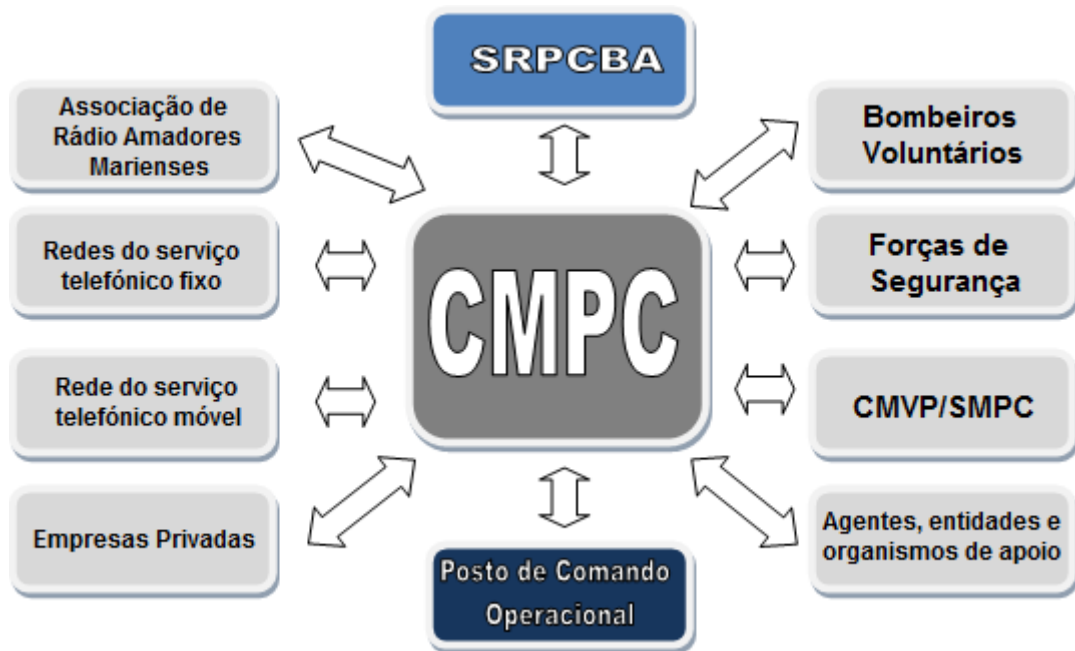 SRPCBA
Associação de
Rádio Amadores
Marienses
Bombeiros
Voluntários
Redes do serviço
telefónico fixo
Forças de
Segurança
CMPC
Rede do serviço
telefónico móvel
CMVP/SMPC
Empresas Privadas
Agentes, entidades e
organismos de apoio
Posto de Comando
Operacional